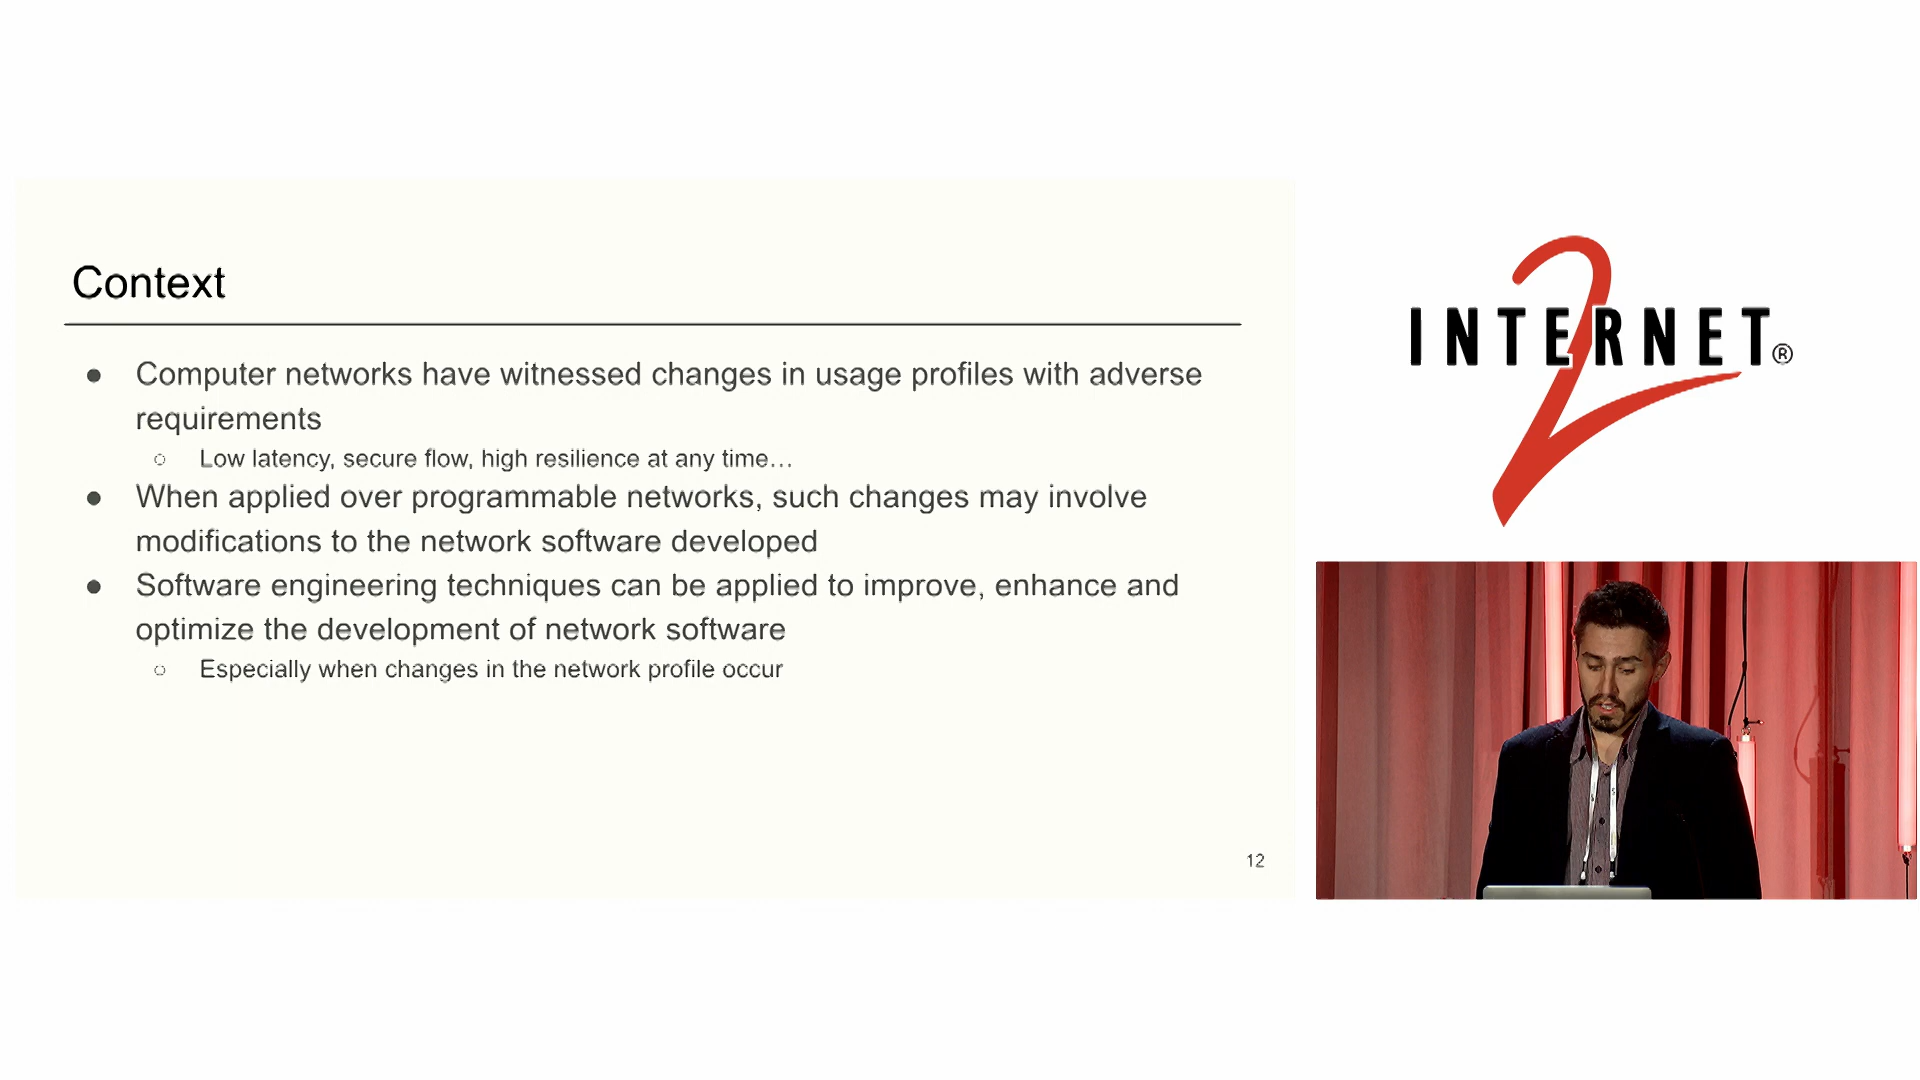 Context
● Computer networks have witnessed changes in usage profiles with adverse
requirements
○ Low latency, secure flow, high resilience at any time…
● When applied over programmable networks, such changes may involve
modifications to the network software developed
● Software engineering techniques can be applied to improve, enhance and
optimize the development of network software
○ Especially when changes in the network profile occur
12
INTERNET®
2